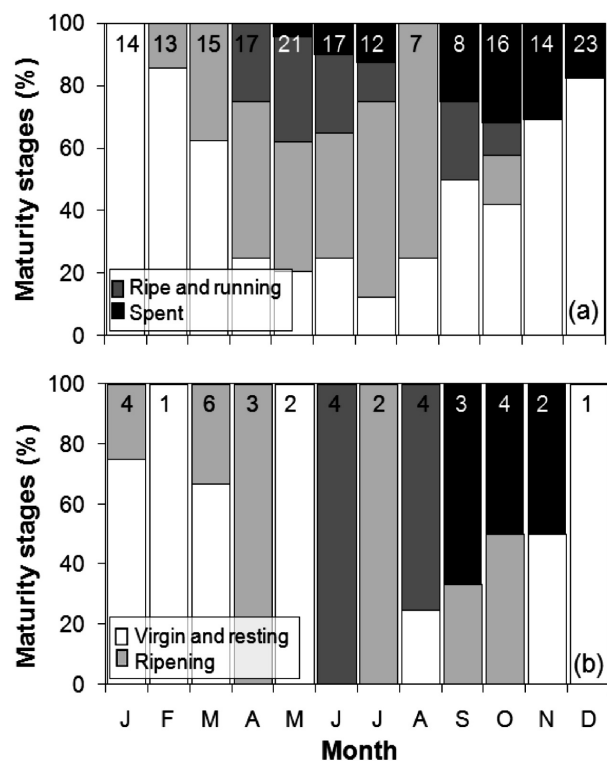 Maturity stages (%)
100
80
60
40
20
0
14 13 15 17 21 17 12 7 8 16 14 23
Ripe and running
Spent
(a)
Maturity stages (%)
100
80
60
40
20
0
4 1 6 3 2 4 2 4 3 4 2 1
Virgin and resting
Ripening
(b)
J F M A M J J A S O N D
Month